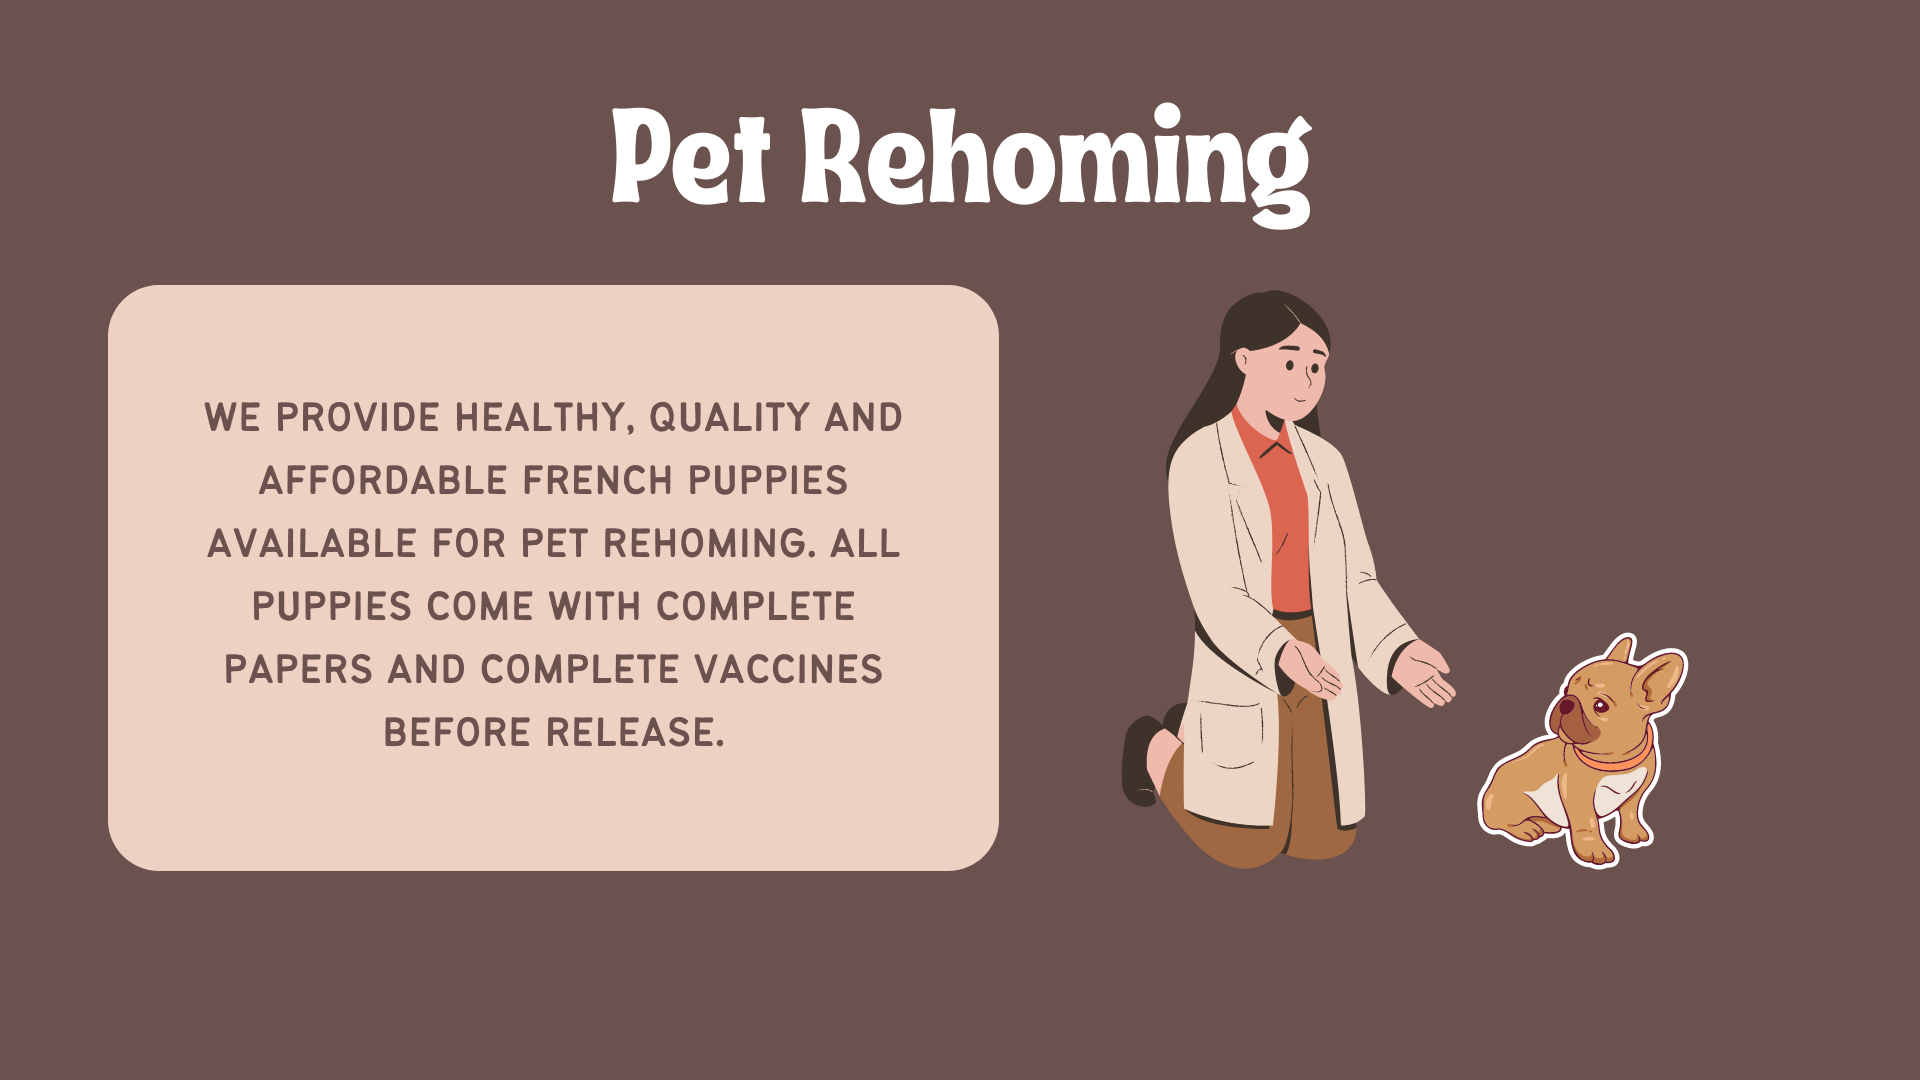 Pet Rehoming
WE PROVIDE HEALTHY, QUALITY AND
AFFORDABLE FRENCH PUPPIES
AVAILABLE FOR PET REHOMING. ALL
PUPPIES COME WITH COMPLETE
PAPERS AND COMPLETE VACCINES
BEFORE RELEASE.